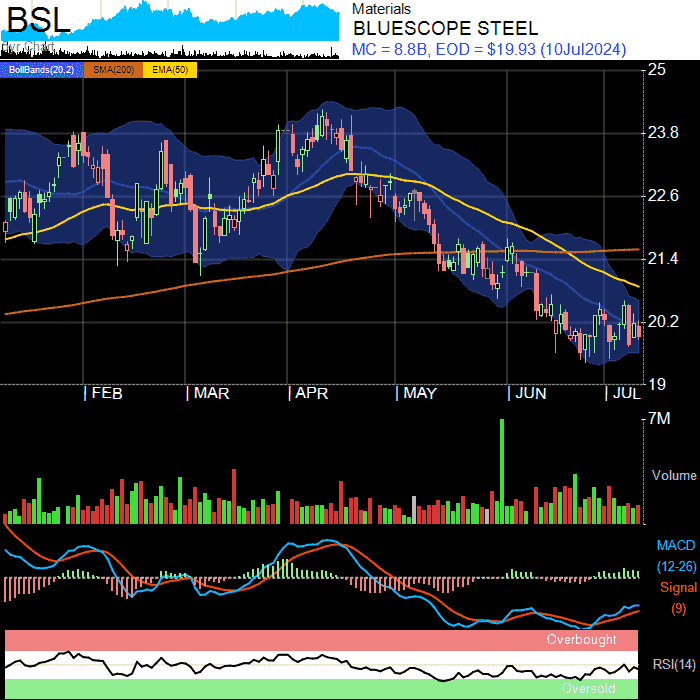 BSL
Materials
BLUESCOPE STEEL
MC = 8.8B, EOD = $19.93 (10Jul2024)
BollBands(20,2) SMA(200) EMA(50)
25
23.8
22.6
21.4
20.2
19
FEB MAR APR MAY JUN JUL
7M
Volume
MACD
(12-26)
Signal
(9)
Overbought
RSI(14)
Oversold